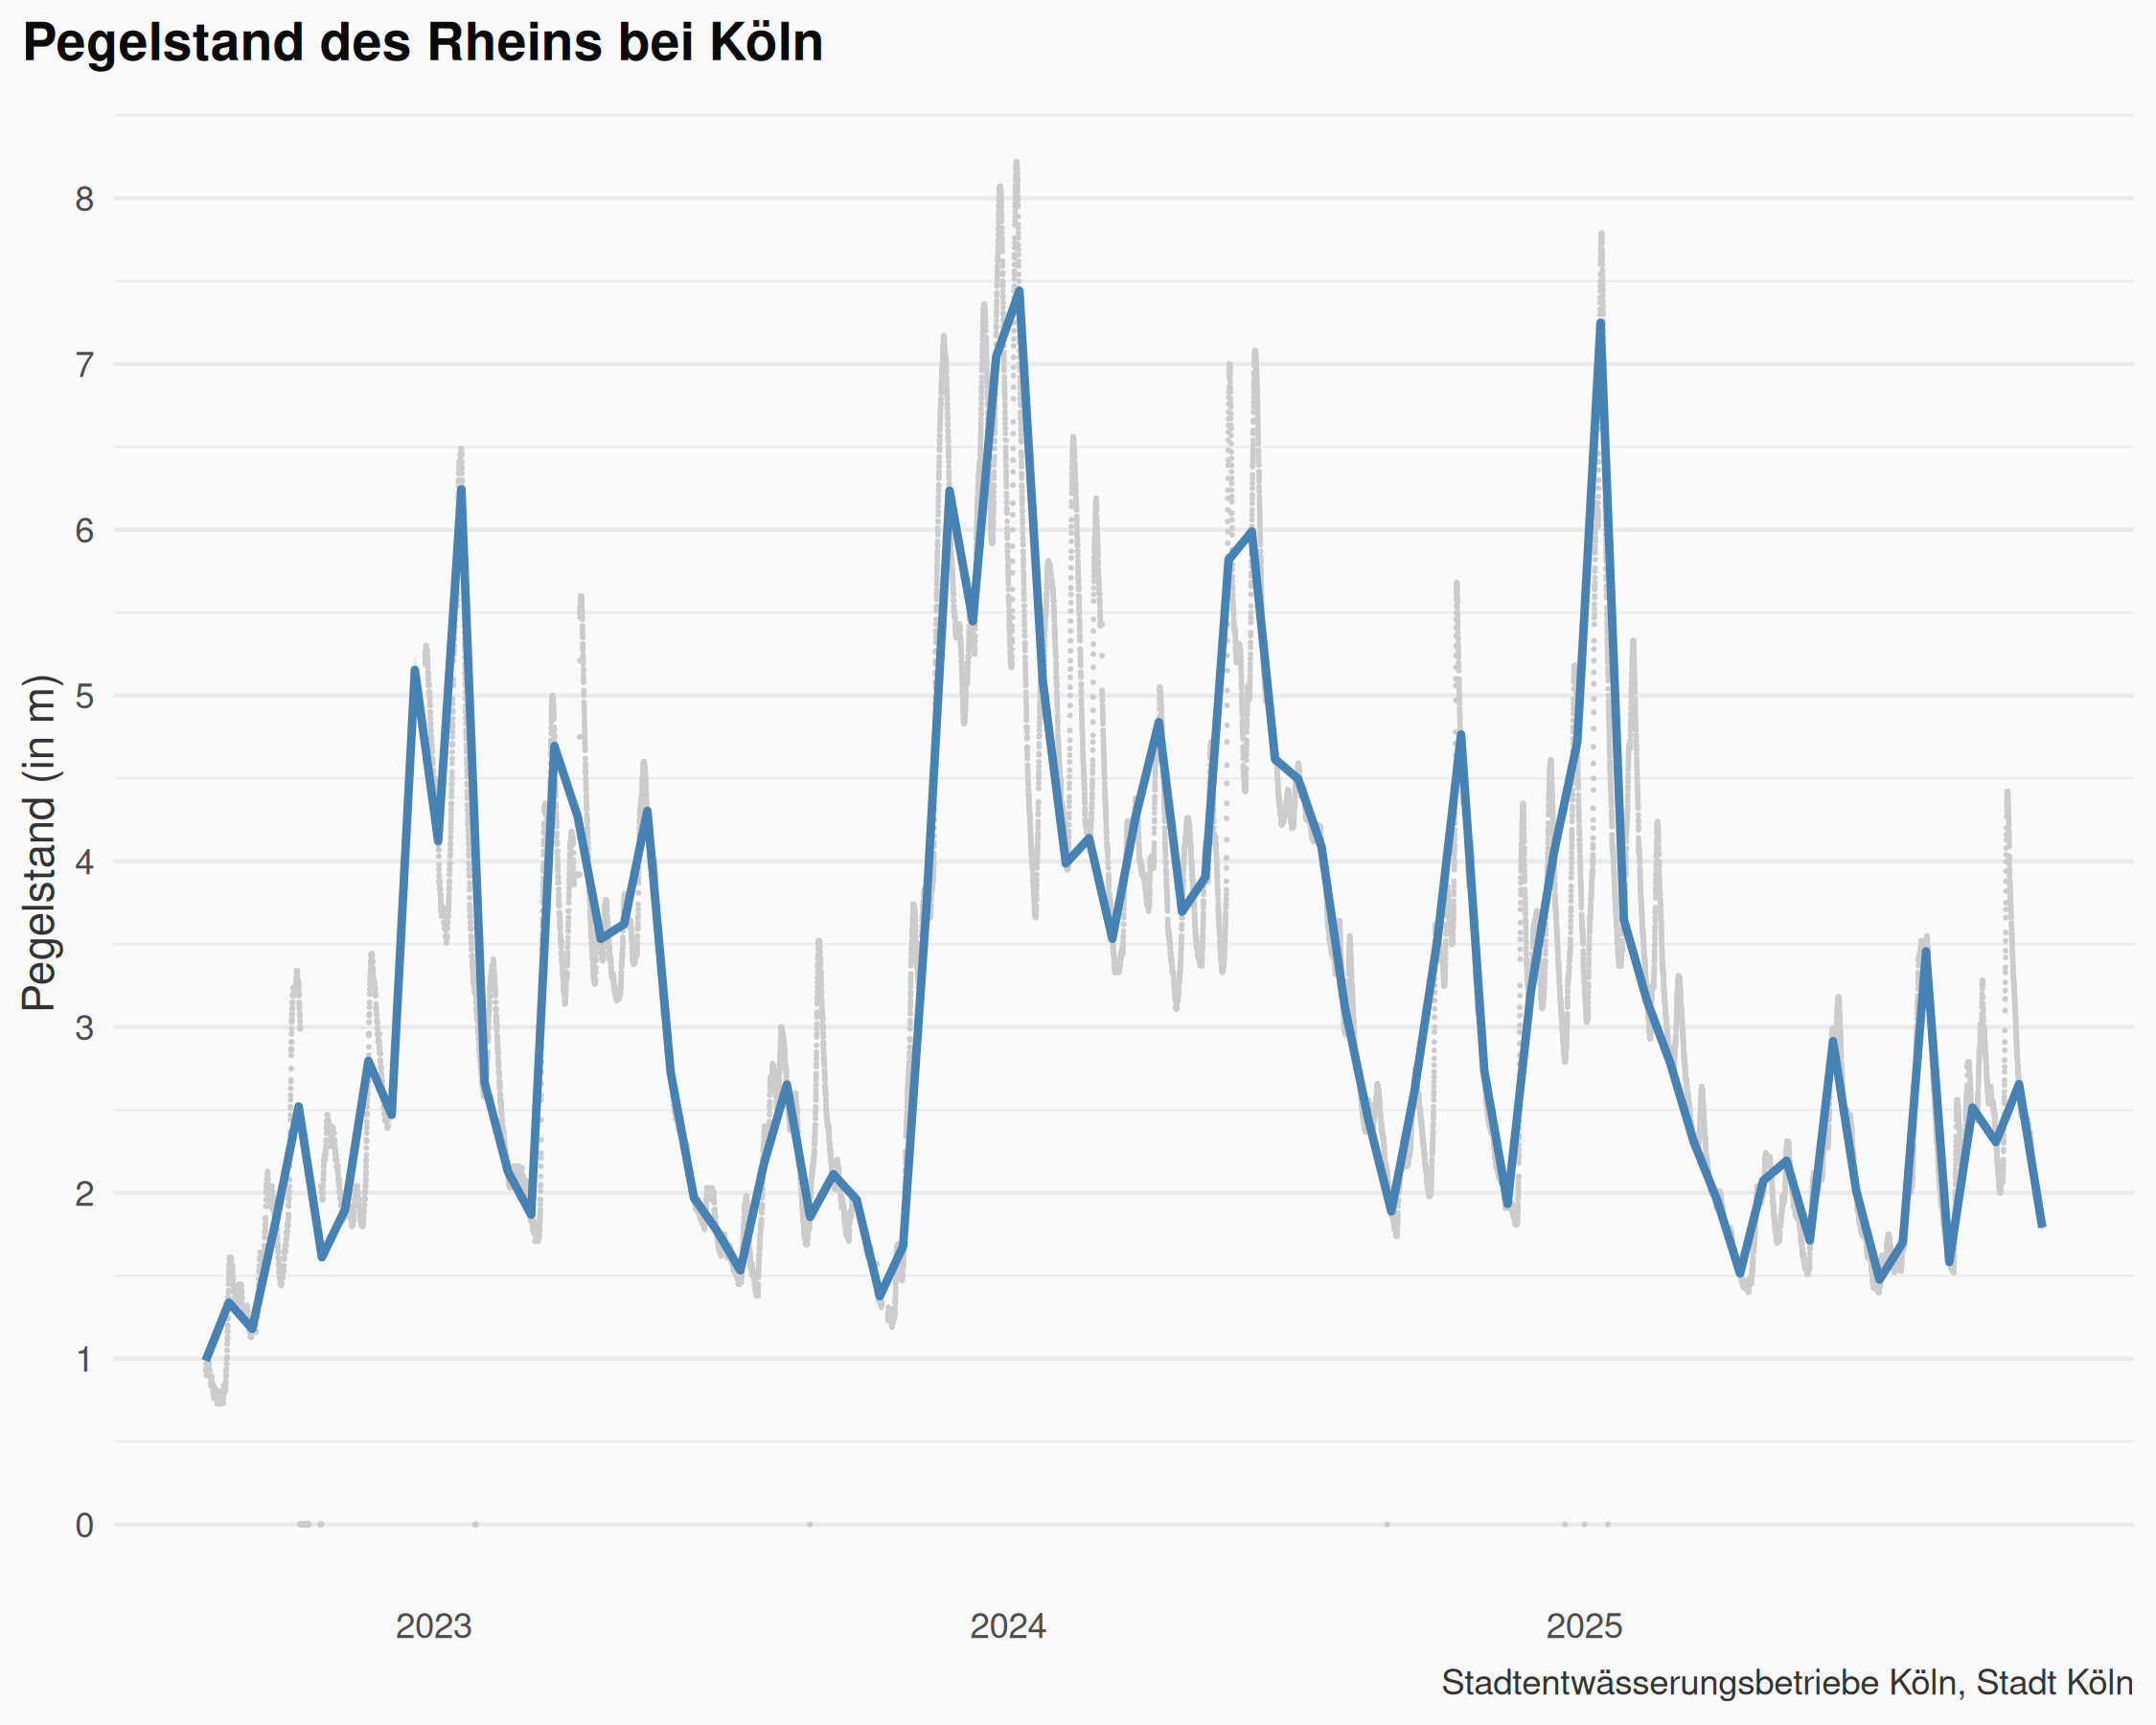 Pegelstand des Rheins bei Köln
Pegelstand (in m)
8
7
6
5
4
3
2
1
0
2023 2024 2025
Stadtentwässerungsbetriebe Köln, Stadt Köln